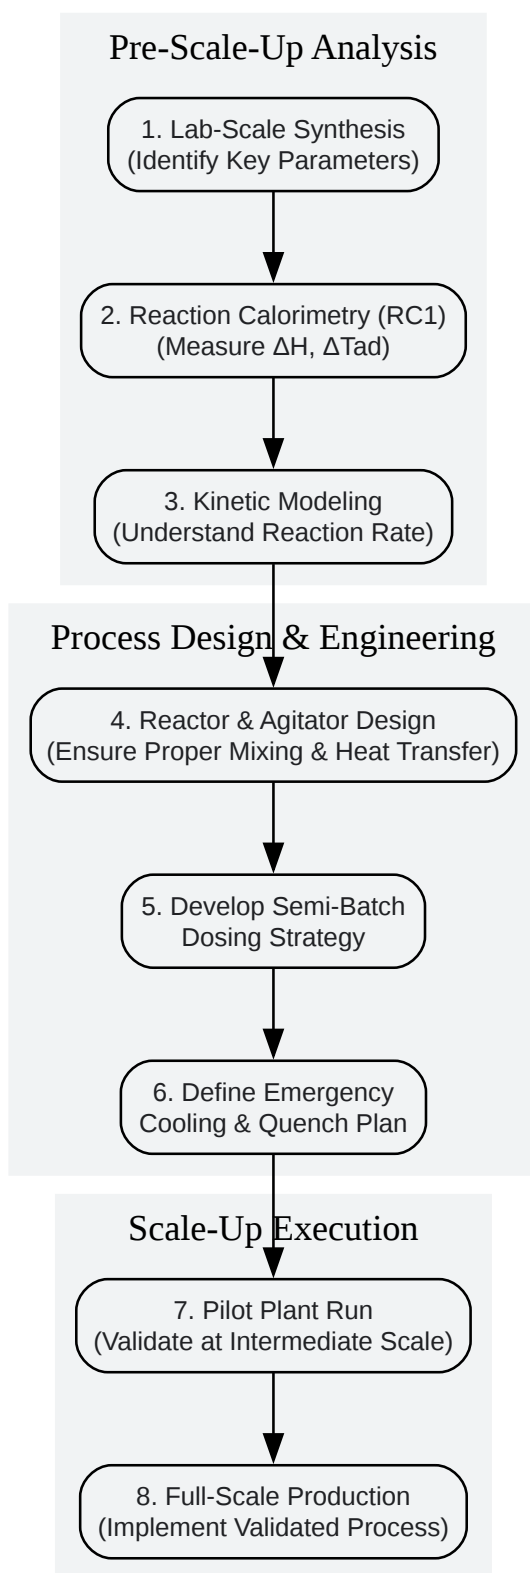 Pre-Scale-Up Analysis
1. Lab-Scale Synthesis
(Identify Key Parameters)
2. Reaction Calorimetry (RC1)
(Measure ΔH, ΔTad)
3. Kinetic Modeling
(Understand Reaction Rate)
Process Design & Engineering
4. Reactor & Agitator Design
(Ensure Proper Mixing & Heat Transfer)
5. Develop Semi-Batch
Dosing Strategy
6. Define Emergency
Cooling & Quench Plan
Scale-Up Execution
7. Pilot Plant Run
(Validate at Intermediate Scale)
8. Full-Scale Production
(Implement Validated Process)